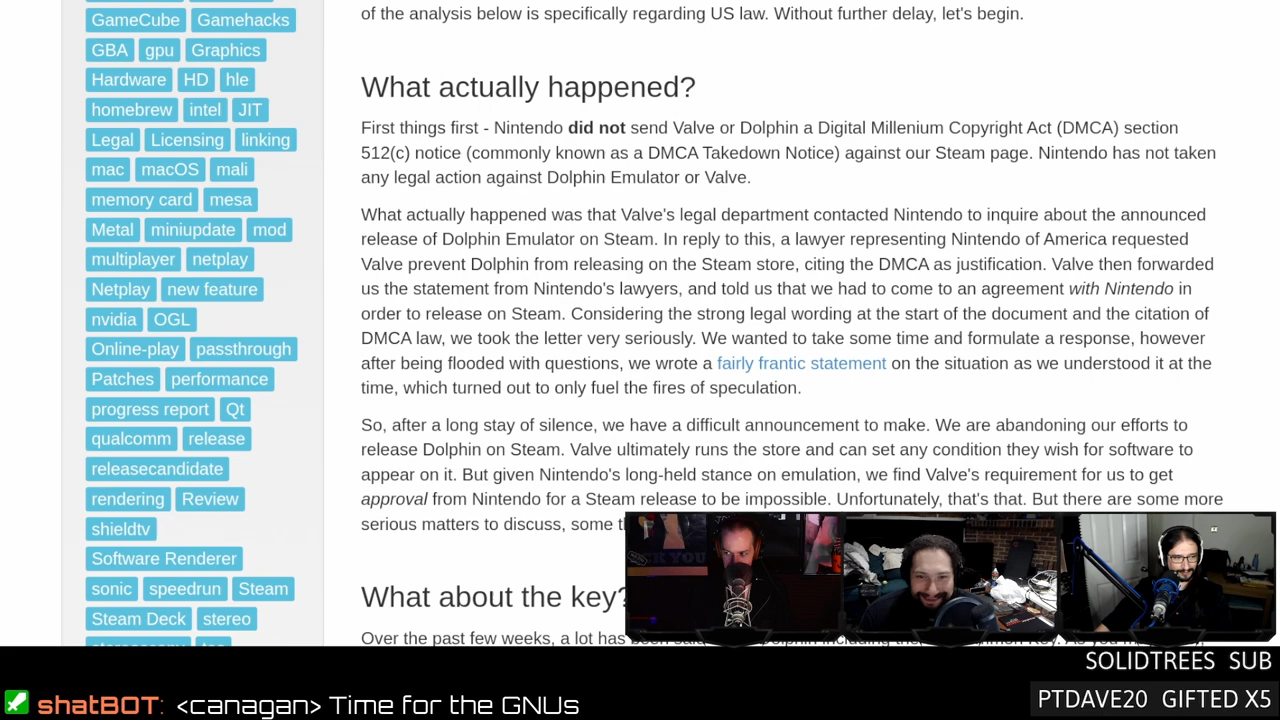 GameCube Gamehacks
GBA gpu Graphics
Hardware HD hle
homebrew intel JIT
Legal Licensing linking
mac macOS mali
memory card mesa
Metal miniupdate mod
multiplayer netplay
Netplay new feature
nvidia OGL
Online-play passthrough
Patches performance
progress report Qt
qualcomm release
releasecandidate
rendering Review
shieldtv
Software Renderer
sonic speedrun Steam
Steam Deck stereo
of the analysis below is specifically regarding US law. Without further delay, let's begin.
What actually happened?
First things first - Nintendo did not send Valve or Dolphin a Digital Millenium Copyright Act (DMCA) section
512(c) notice (commonly known as a DMCA Takedown Notice) against our Steam page. Nintendo has not taken
any legal action against Dolphin Emulator or Valve.
What actually happened was that Valve's legal department contacted Nintendo to inquire about the announced
release of Dolphin Emulator on Steam. In reply to this, a lawyer representing Nintendo of America requested
Valve prevent Dolphin from releasing on the Steam store, citing the DMCA as justification. Valve then forwarded
us the statement from Nintendo's lawyers, and told us that we had to come to an agreement with Nintendo in
order to release on Steam. Considering the strong legal wording at the start of the document and the citation of
DMCA law, we took the letter very seriously. We wanted to take some time and formulate a response, however
after being flooded with questions, we wrote a fairly frantic statement on the situation as we understood it at the
time, which turned out to only fuel the fires of speculation.
So, after a long stay of silence, we have a difficult announcement to make. We are abandoning our efforts to
release Dolphin on Steam. Valve ultimately runs the store and can set any condition they wish for software to
appear on it. But given Nintendo's long-held stance on emulation, we find Valve's requirement for us to get
approval from Nintendo for a Steam release to be impossible. Unfortunately, that's that. But there are some more
serious matters to discuss, some
What about the key?
Over the past few weeks, a lot has
SOLIDTREES SUB
shatBOT: <canagan> Time for the GNUs
PTDAVE20 GIFTED X5